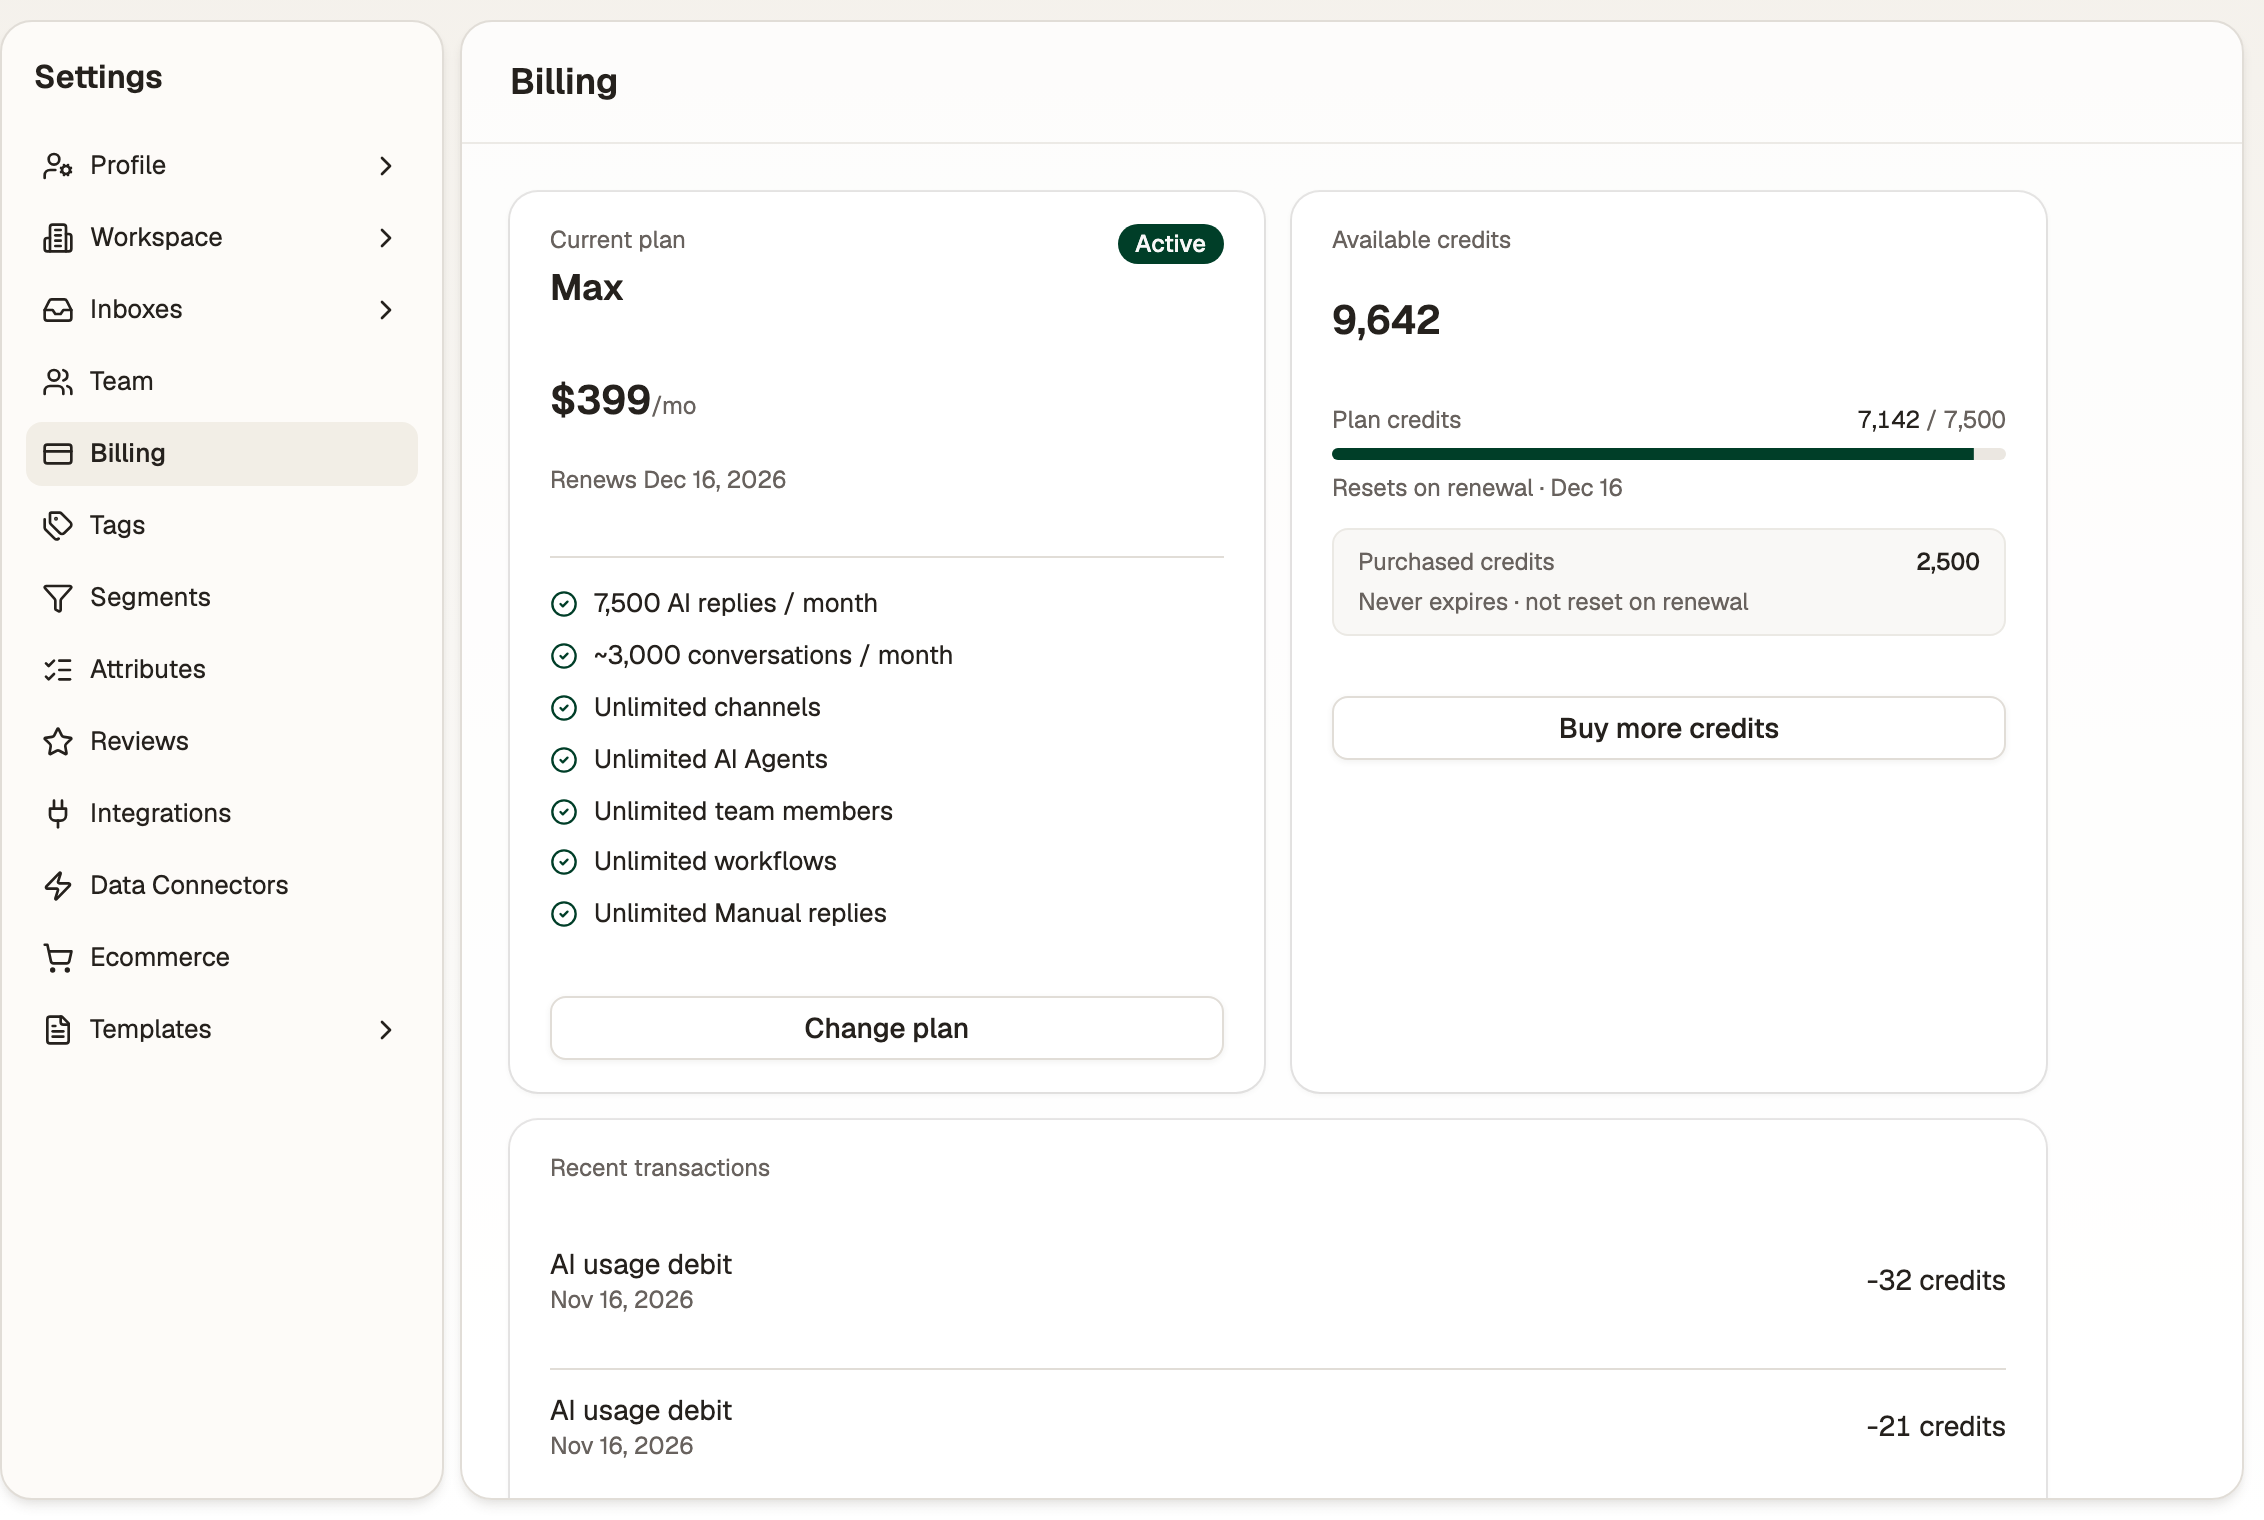 Settings
Profile
Workspace
Inboxes
Team
Billing
Tags
Segments
Attributes
Reviews
Integrations
Data Connectors
Ecommerce
Templates
Billing
Current plan
Active
Max
$399/mo
Renews Dec 16, 2026
7,500 AI replies / month
~3,000 conversations / month
Unlimited channels
Unlimited AI Agents
Unlimited team members
Unlimited workflows
Unlimited Manual replies
Change plan
Available credits
9,642
Plan credits 7,142 / 7,500
Resets on renewal · Dec 16
Purchased credits 2,500
Never expires · not reset on renewal
Buy more credits
Recent transactions
AI usage debit
Nov 16, 2026
-32 credits
AI usage debit
Nov 16, 2026
-21 credits